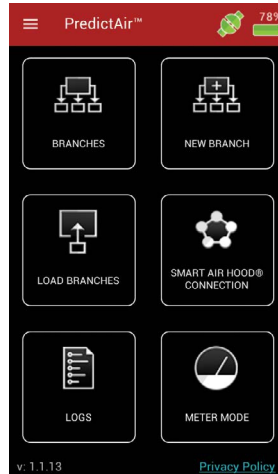 PredictAir™
78%
BRANCHES
NEW BRANCH
LOAD BRANCHES
SMART AIR HOOD®
CONNECTION
LOGS
METER MODE
v: 1.1.13
Privacy Policy